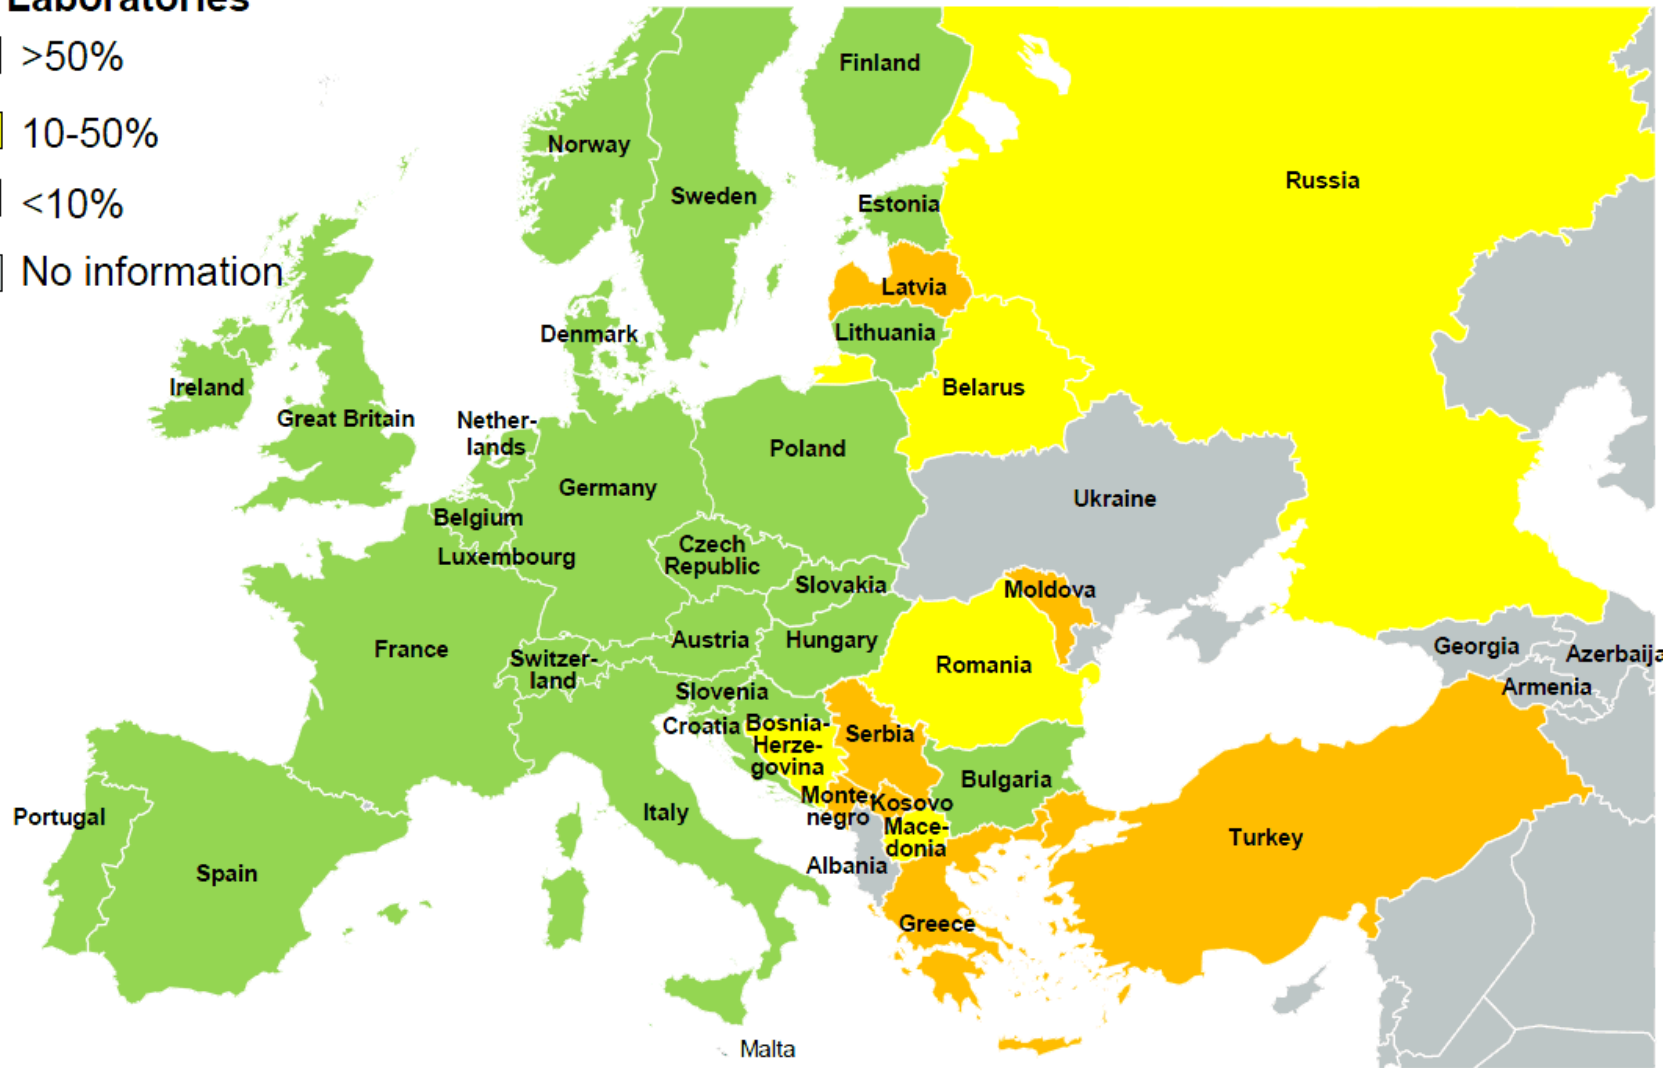 Laboratories
>50%
10-50%
<10%
No information
Finland
Norway
Sweden
Russia
Estonia
Latvia
Lithuania
Denmark
Ireland
Great Britain
Belarus
Nether-
lands
Poland
Germany
Ukraine
Belgium
Luxembourg
Czech
Republic
Slovakia
Moldova
France
Austria
Hungary
Switzer-
land
Romania
Georgia
Azerbaija
Armenia
Slovenia
Croatia
Bosnia-
Herze-
govina
Serbia
Bulgaria
Monte
negro
Kosovo
Mace-
donia
Albania
Portugal
Spain
Italy
Greece
Turkey
Malta